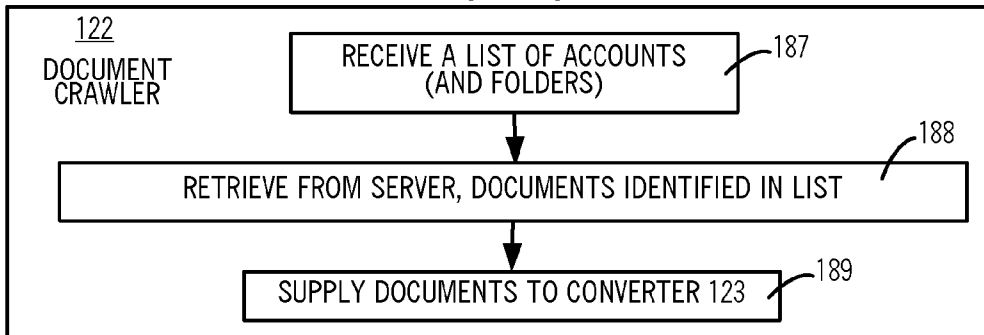 122
DOCUMENT
CRAWLER
RECEIVE A LIST OF ACCOUNTS
(AND FOLDERS)
187
188
RETRIEVE FROM SERVER, DOCUMENTS IDENTIFIED IN LIST
189
SUPPLY DOCUMENTS TO CONVERTER 123